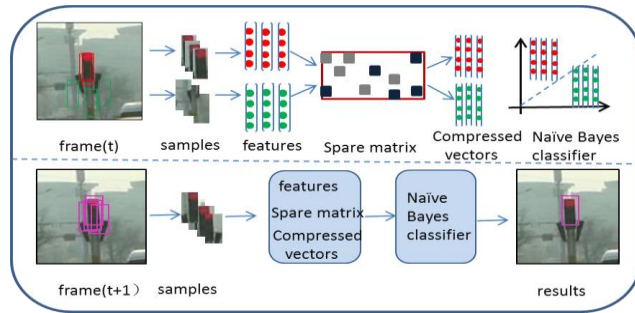 frame(t)
samples
features
Spare matrix
Compressed
vectors
Naïve Bayes
classifier
features
Spare matrix
Compressed
vectors
Naïve
Bayes
classifier
frame(t+1）
samples
results